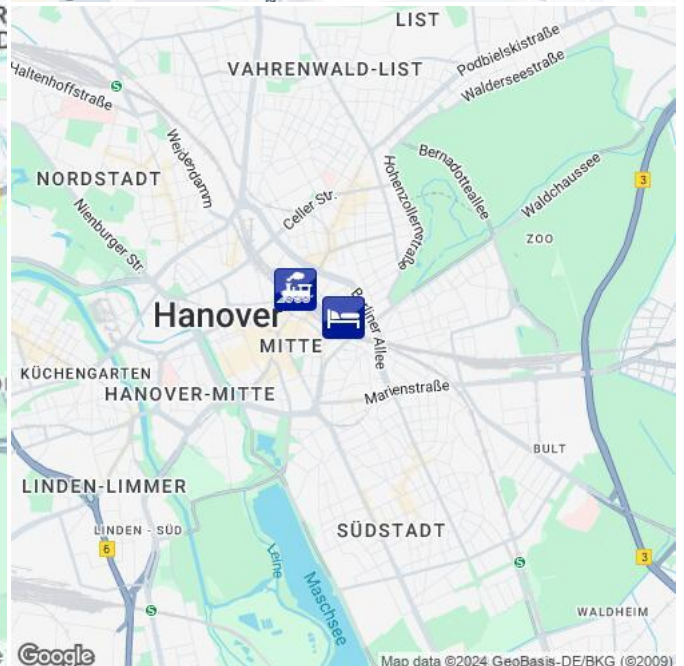 LIST
Podbielskistraße
VAHRENWALD-LIST
Walderseestraße
Haltenhoffstraße
S
Weidendamm
Bernadotteallee
Hohenzollernstraße
Waldchaussee
3
NORDSTADT
Celler Str.
Nienburger Str.
ZOO
Hanover
Berliner Allee
MITTE
KÜCHENGARTEN
Marienstraße
HANOVER-MITTE
BULT
LINDEN-LIMMER
LINDEN - SÜD
SÜDSTADT
6
Leine
Maschsee
S
3
S
WALDHEIM
Google
Map data ©2024 GeoBasis-DE/BKG (©2009)